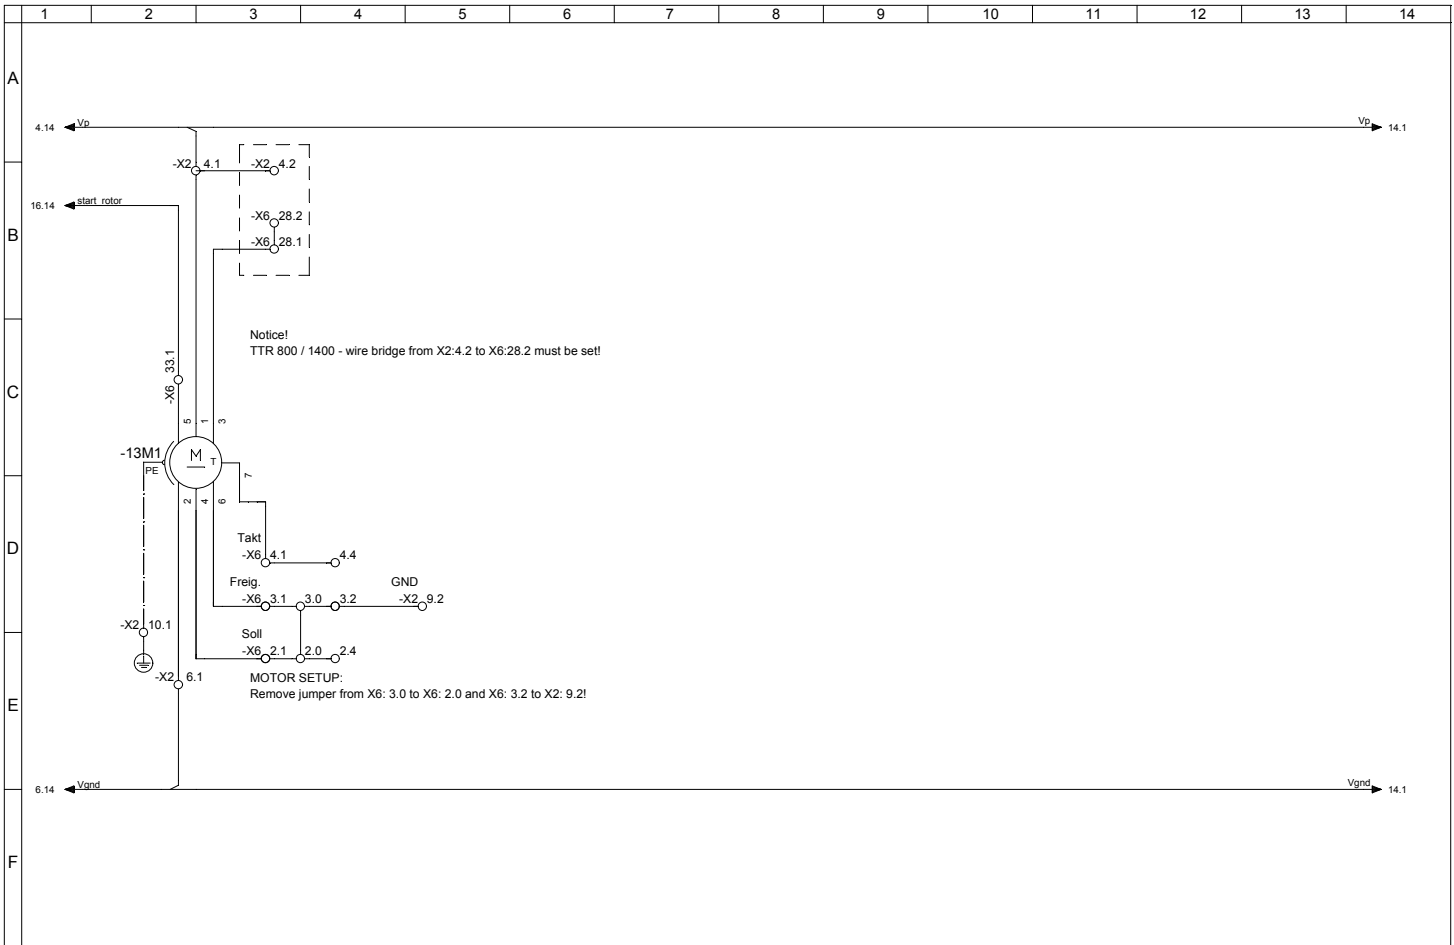 1 2 3 4 5 6 7 8 9 10 11 12 13 14
A
4.14 Vp Vp 14.1
-X2 4.1 -X2 4.2
16.14 start rotor
-X6 28.2
B
-X6 28.1
Notice!
TTR 800 / 1400 - wire bridge from X2:4.2 to X6:28.2 must be set!
-X6 33.1
C
5 1 3
-13M1 M T
PE
7
2 4 6
D
Takt
-X6 4.1 4.4
Freig. GND
-X6 3.1 3.0 3.2 -X2 9.2
-X2 10.1
Soll
-X6 2.1 2.0 2.4
-X2 6.1
MOTOR SETUP:
Remove jumper from X6: 3.0 to X6: 2.0 and X6: 3.2 to X2: 9.2!
E
6.14 Vgnd Vgnd 14.1
F